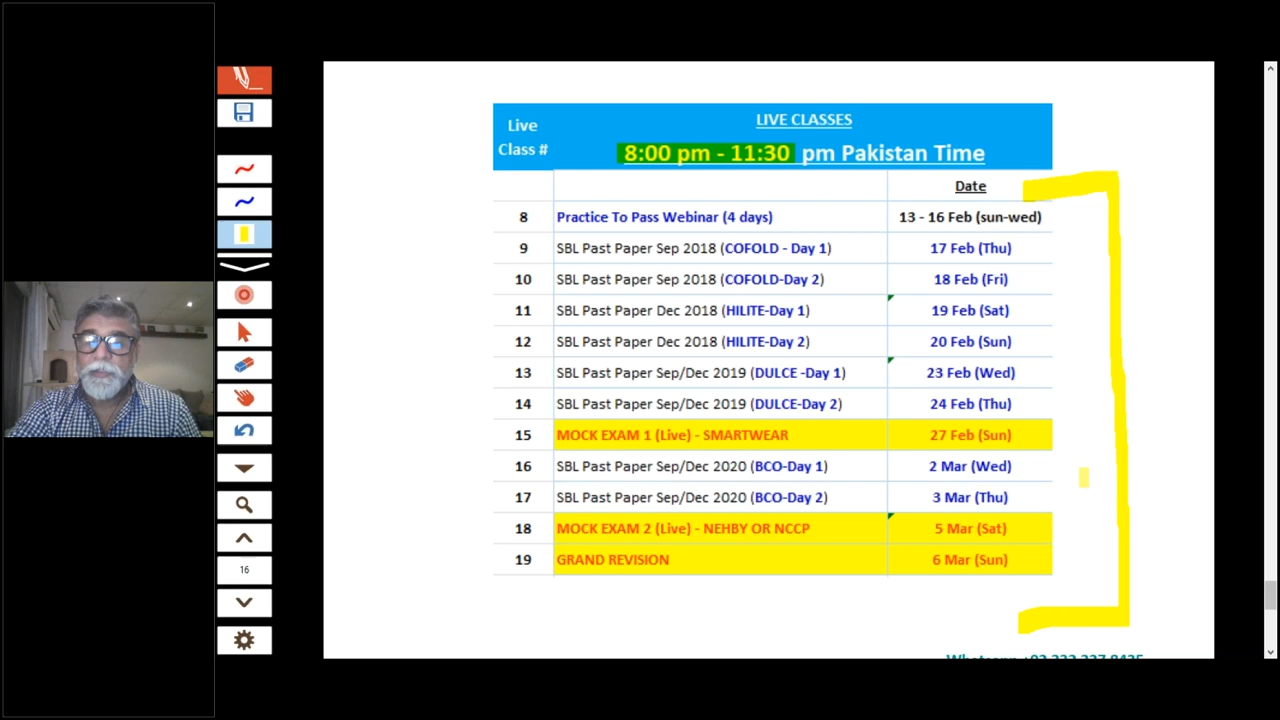 Live
Class #
LIVE CLASSES
8:00 pm - 11:30 pm Pakistan Time
Date
8 Practice To Pass Webinar (4 days) 13 - 16 Feb (sun-wed)
9 SBL Past Paper Sep 2018 (COFOLD - Day 1) 17 Feb (Thu)
10 SBL Past Paper Sep 2018 (COFOLD-Day 2) 18 Feb (Fri)
11 SBL Past Paper Dec 2018 (HILITE-Day 1) 19 Feb (Sat)
12 SBL Past Paper Dec 2018 (HILITE-Day 2) 20 Feb (Sun)
13 SBL Past Paper Sep/Dec 2019 (DULCE -Day 1) 23 Feb (Wed)
14 SBL Past Paper Sep/Dec 2019 (DULCE-Day 2) 24 Feb (Thu)
15 MOCK EXAM 1 (Live) - SMARTWEAR 27 Feb (Sun)
16 SBL Past Paper Sep/Dec 2020 (BCO-Day 1) 2 Mar (Wed)
17 SBL Past Paper Sep/Dec 2020 (BCO-Day 2) 3 Mar (Thu)
18 MOCK EXAM 2 (Live) - NEHBY OR NCCP 5 Mar (Sat)
19 GRAND REVISION 6 Mar (Sun)
16